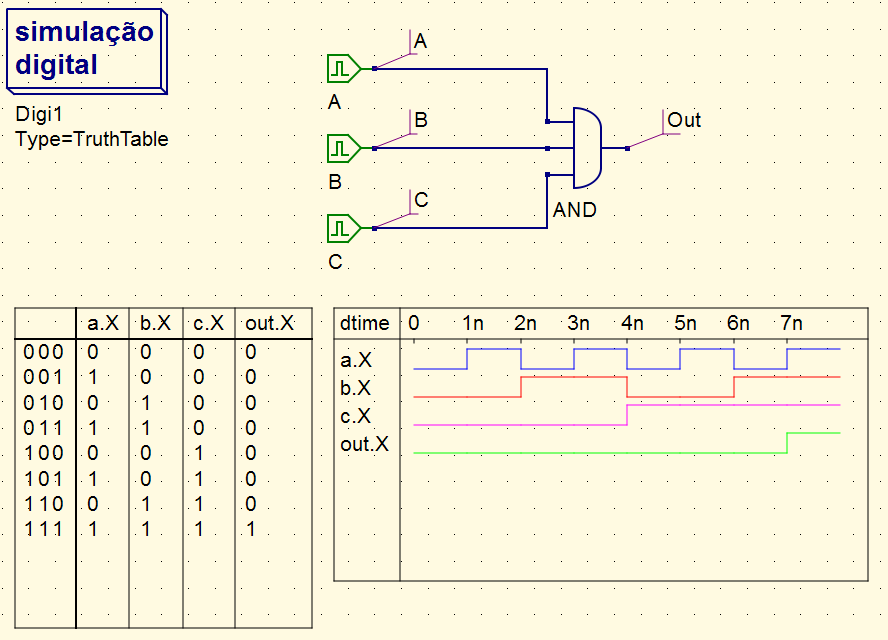 simulação
digital
Digi1
Type=TruthTable
A
A
B
B
C
C
Out
AND
a.X b.X c.X out.X
000 0 0 0 0
001 1 0 0 0
010 0 1 0 0
011 1 1 0 0
100 0 0 1 0
101 1 0 1 0
110 0 1 1 0
111 1 1 1 1
dtime 0 1n 2n 3n 4n 5n 6n 7n
a.X
b.X
c.X
out.X